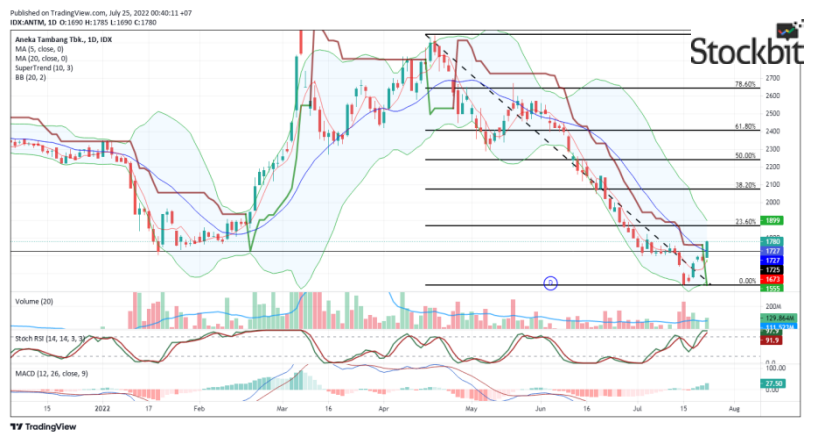 Published on TradingView.com, July 25, 2022 00:40:11 +07
IDX:ANTM, 1D O:1690 H:1785 L:1690 C:1780
Stockbit
Aneka Tambang Tbk., 1D, IDX
MA (5, close, 0)
MA (20, close, 0)
SuperTrend (10, 3)
BB (20, 2)
78.60%
61.80%
50.00%
38.20%
23.60%
0.00%
2700
2600
2500
2400
2300
2200
2100
2000
1899
1780
1727
1727
1725
1673
1555
D
Volume (20)
200M
129.864M
Stoch RSI (14, 14, 3, 3)
91.9
0.0
MACD (12, 26, close, 9)
100.00
27.50
15 2022 17 Feb Mar 16 Apr May Jun 16 Jul 15 Aug
TradingView